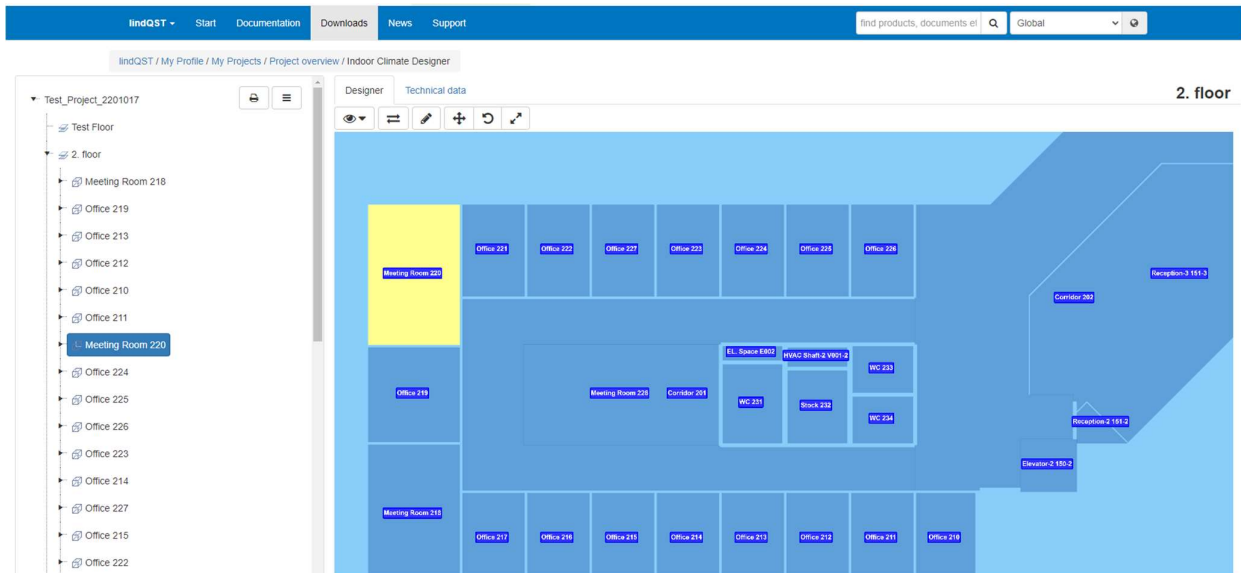 lindQST Start Documentation Downloads News Support find products, documents et Global
lindQST / My Profile / My Projects / Project overview / Indoor Climate Designer
Test_Project_2201017
Test Floor
2. floor
Meeting Room 218
Office 219
Office 213
Office 212
Office 210
Office 211
Meeting Room 220
Office 224
Office 225
Office 226
Office 223
Office 214
Office 227
Office 215
Office 222
Designer Technical data
2. floor
Office 221 Office 222 Office 227 Office 223 Office 224 Office 225 Office 226
Meeting Room 220
Reception-3 151-3
Corridor 202
EL. Space E002 HVAC Shaft-2 V001-2
WC 233
Office 219 Meeting Room 228 Corridor 201 WC 231 Stock 232
WC 234
Reception-2 151-2
Elevator-2 150-2
Meeting Room 218
Office 217 Office 216 Office 215 Office 214 Office 213 Office 212 Office 211 Office 210